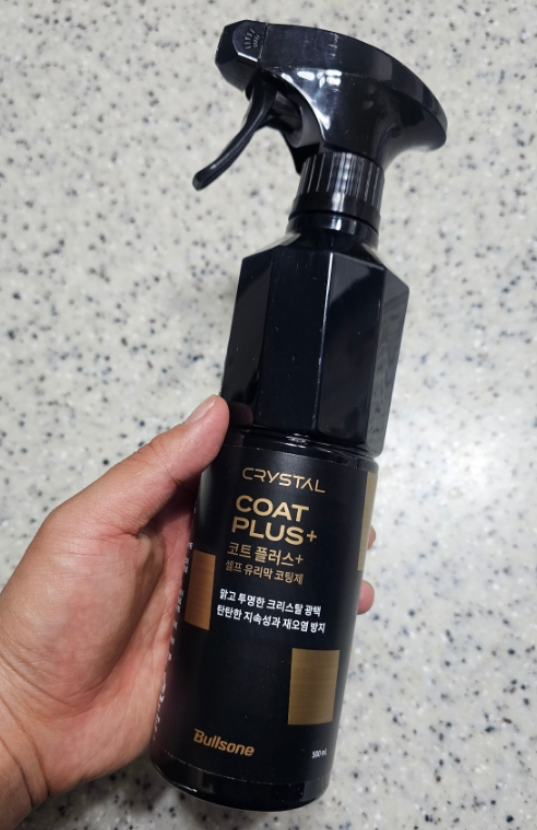 CRYSTAL
COAT
PLUS+
코트 플러스+
셀프 유리막 코팅제
맑고 투명한 크리스탈 광택
탄탄한 지속성과 재오염 방지
Bullsone